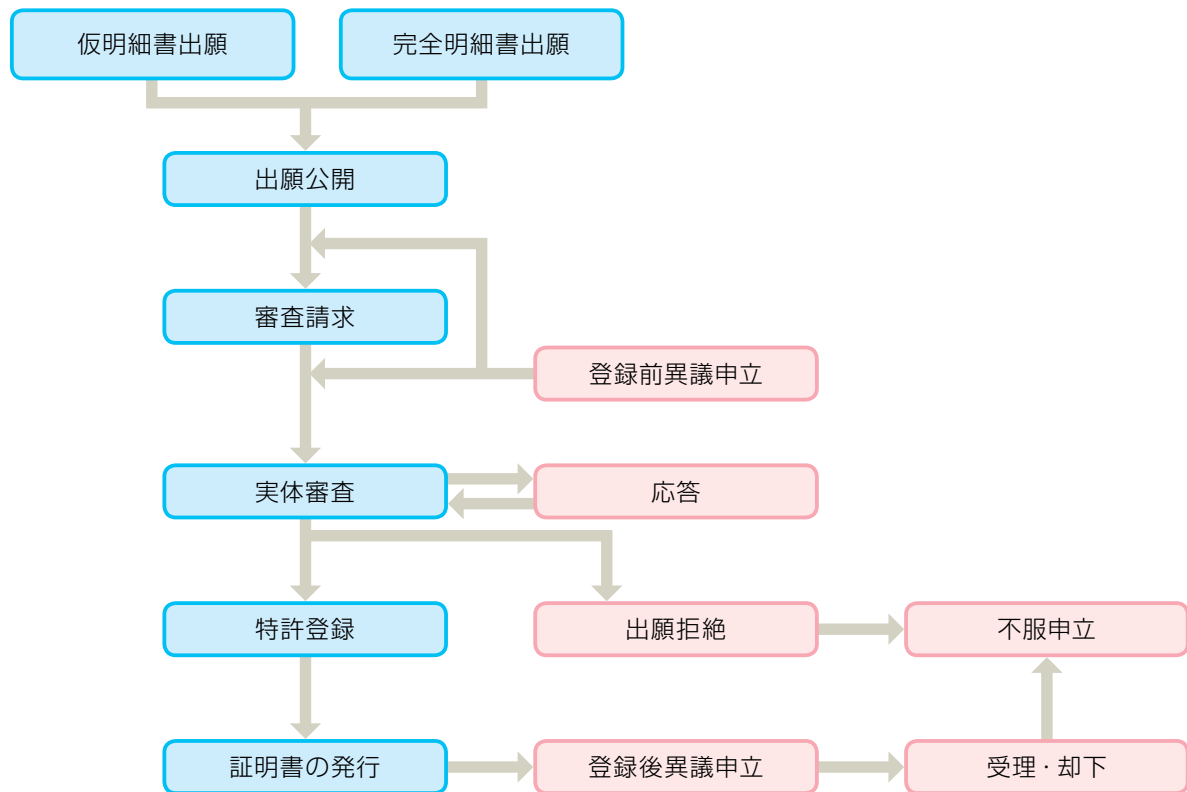 仮明細書出願
完全明細書出願
出願公開
審査請求
登録前異議申立
実体審査
応答
特許登録
出願拒絶
不服申立
証明書の発行
登録後異議申立
受理・却下